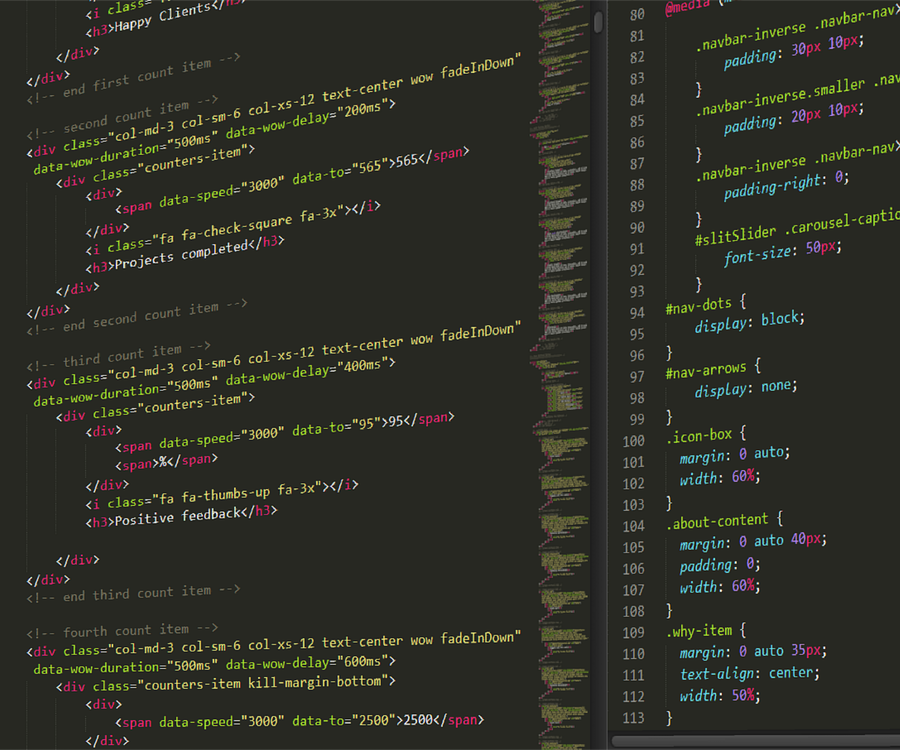 <i class=
<h3>Happy Clients</h3>
</div>
</div>
<!-- end first count item -->
<!-- second count item -->
<div class="col-md-3 col-sm-6 col-xs-12 text-center wow fadeInDown"
data-wow-duration="500ms" data-wow-delay="200ms">
<div class="counters-item">
<div>
<span data-speed="3000" data-to="565">565</span>
</div>
<i class="fa fa-check-square fa-3x"></i>
<h3>Projects completed</h3>
</div>
</div>
<!-- end second count item -->
<!-- third count item -->
<div class="col-md-3 col-sm-6 col-xs-12 text-center wow fadeInDown"
data-wow-duration="500ms" data-wow-delay="400ms">
<div class="counters-item">
<div>
<span data-speed="3000" data-to="95">95</span>
<span>%</span>
</div>
<i class="fa fa-thumbs-up fa-3x"></i>
<h3>Positive feedback</h3>
</div>
</div>
<!-- end third count item -->
<!-- fourth count item -->
<div class="col-md-3 col-sm-6 col-xs-12 text-center wow fadeInDown"
data-wow-duration="500ms" data-wow-delay="600ms">
<div class="counters-item kill-margin-bottom">
<div>
<span data-speed="3000" data-to="2500">2500</span>
</div>
80 @media
81 .navbar-inverse .navbar-nav>
82 padding: 30px 10px;
83 }
84 .navbar-inverse.smaller
85 padding: 20px 10px;
86 }
87 .navbar-inverse .navbar-nav>
88 padding-right: 0;
89 }
90 #slitSlider
91 font-size: 50px;
92 }
93
94 #nav-dots {
95 display: block;
96 }
97 #nav-arrows {
98 display: none;
99 }
100 .icon-box {
101 margin: 0 auto;
102 width: 60%;
103 }
104 .about-content {
105 margin: 0 auto 40px;
106 padding: 0;
107 width: 60%;
108 }
109 .why-item {
110 margin: 0 auto 35px;
111 text-align: center;
112 width: 50%;
113 }